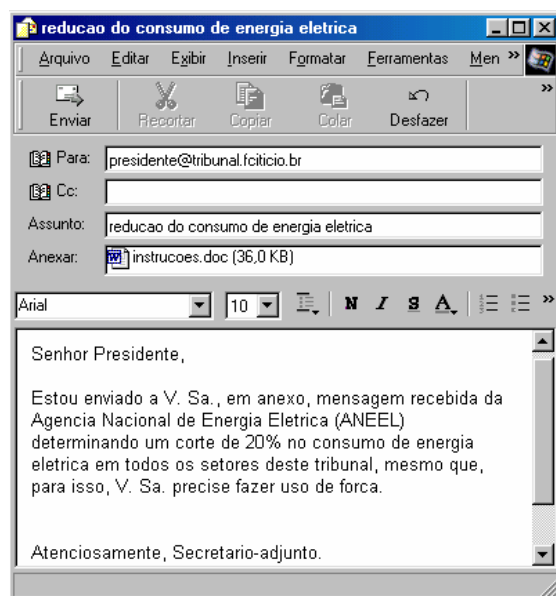 reducao do consumo de energia eletrica
Arquivo Editar Exibir Inserir Formatar Ferramentas Men »
Enviar Recortar Copiar Colar Desfazer »
Para: presidente@tribunal.fciticio.br
Cc:
Assunto: reducao do consumo de energia eletrica
Anexar: instrucoes.doc (36,0 KB)
Arial 10 N I S A »
Senhor Presidente,
Estou enviado a V. Sa., em anexo, mensagem recebida da
Agencia Nacional de Energia Eletrica (ANEEL)
determinando um corte de 20% no consumo de energia
eletrica em todos os setores deste tribunal, mesmo que,
para isso, V. Sa. precise fazer uso de forca.
Atenciosamente, Secretario-adjunto.